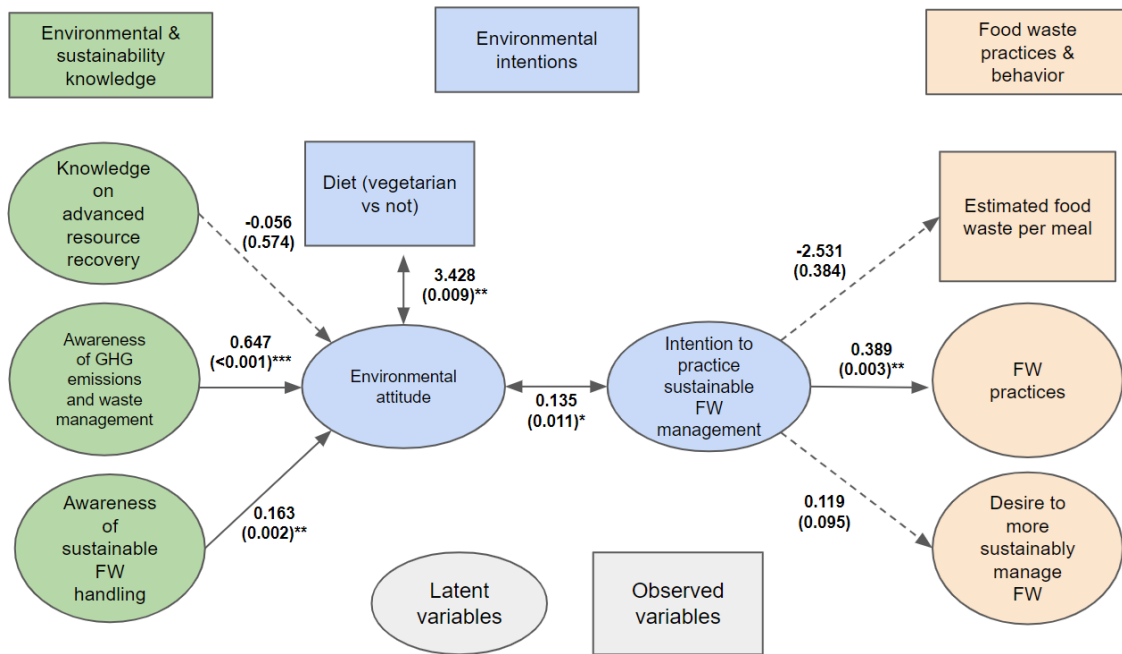 Environmental &
sustainability
knowledge
Environmental
intentions
Food waste
practices &
behavior
Knowledge
on
advanced
resource
recovery
-0.056
(0.574)
Diet (vegetarian
vs not)
3.428
(0.009)**
Estimated food
waste per meal
-2.531
(0.384)
Awareness
of GHG
emissions
and waste
management
0.647
(<0.001)***
Environmental
attitude
0.135
(0.011)*
Intention to
practice
sustainable
FW
management
0.389
(0.003)**
FW
practices
Awareness
of
sustainable
FW
handling
0.163
(0.002)**
0.119
(0.095)
Desire to
more
sustainably
manage
FW
Latent
variables
Observed
variables